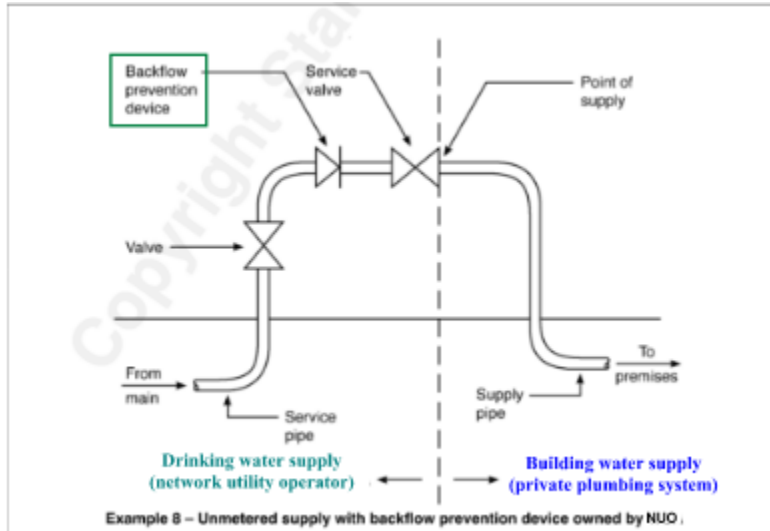 Copyright Stan
Backflow
prevention
device
Service
valve
Point of
supply
Valve
From
main
To
premises
Service
pipe
Supply
pipe
Drinking water supply
(network utility operator)
Building water supply
(private plumbing system)
Example 8 – Unmetered supply with backflow prevention device owned by NUO.